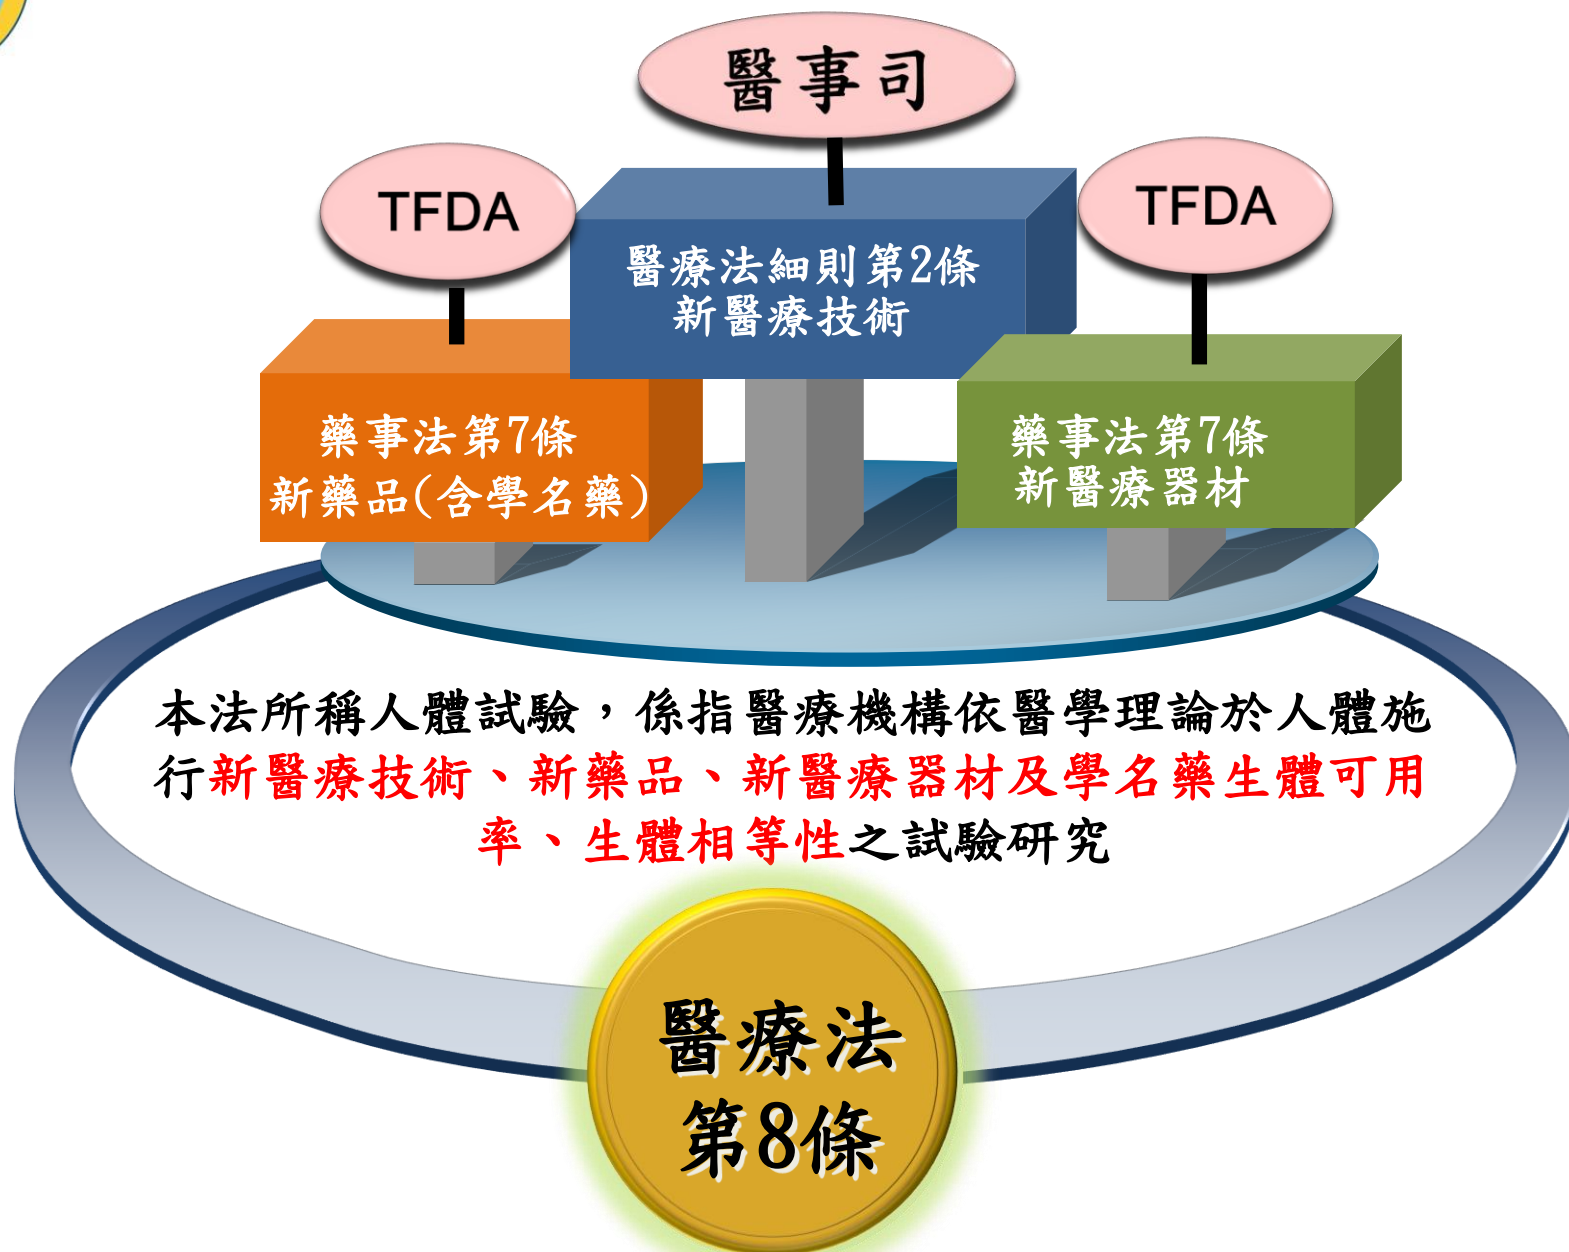 醫事司
TFDA
TFDA
醫療法細則第2條
新醫療技術
藥事法第7條
新藥品(含學名藥)
藥事法第7條
新醫療器材
本法所稱人體試驗，係指醫療機構依醫學理論於人體施
行新醫療技術、新藥品、新醫療器材及學名藥生體可用
率、生體相等性之試驗研究
醫療法
第8條